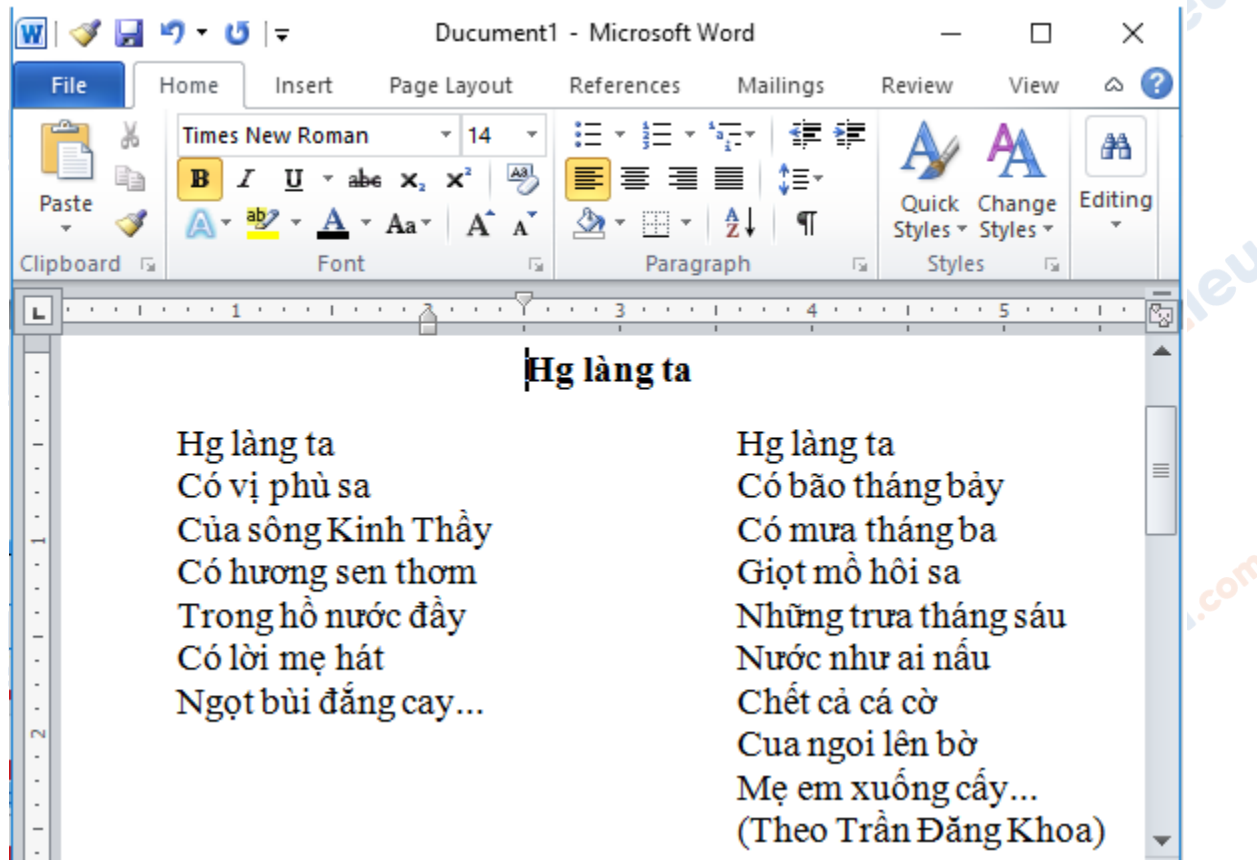 Ducument1 - Microsoft Word
File Home Insert Page Layout References Mailings Review View
Times New Roman 14
Paste
Quick Styles
Change Styles
Editing
Clipboard Font Paragraph Styles
1 2 3 4 5
Hg làng ta
Hg làng ta
Có vị phù sa
Của sông Kinh Thầy
Có hương sen thơm
Trong hồ nước đầy
Có lời mẹ hát
Ngọt bùi đắng cay...
Hg làng ta
Có bão tháng bảy
Có mưa tháng ba
Giọt mồ hôi sa
Những trưa tháng sáu
Nước như ai nấu
Chết cả cá cờ
Cua ngoi lên bờ
Mẹ em xuống cấy...
(Theo Trần Đăng Khoa)